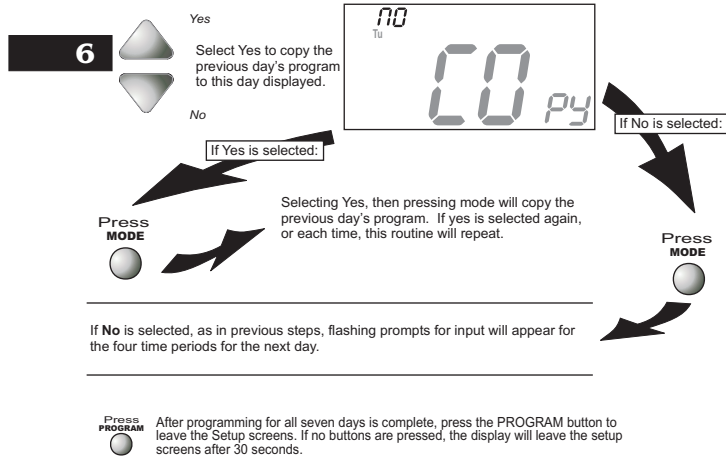 6
Yes
Select Yes to copy the
previous day's program
to this day displayed.
No
no
Tu
CO PY
If Yes is selected:
If No is selected:
Press
MODE
Selecting Yes, then pressing mode will copy the
previous day's program. If yes is selected again,
or each time, this routine will repeat.
Press
MODE
If No is selected, as in previous steps, flashing prompts for input will appear for
the four time periods for the next day.
Press
PROGRAM
After programming for all seven days is complete, press the PROGRAM button to
leave the Setup screens. If no buttons are pressed, the display will leave the setup
screens after 30 seconds.